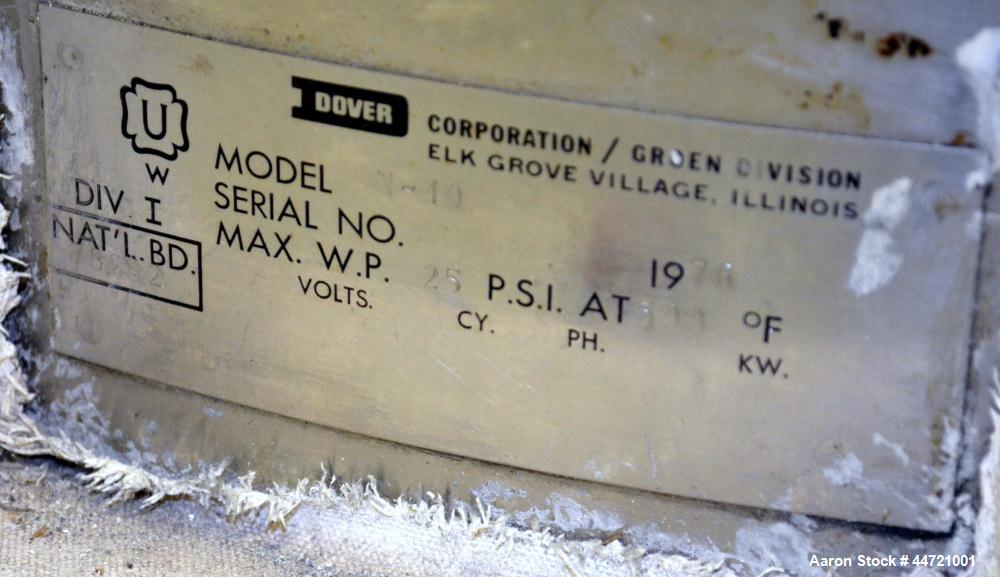 U
W
DOVER CORPORATION / GROEN DIVISION
ELK GROVE VILLAGE, ILLINOIS
MODEL
DIV. I
SERIAL NO.
NAT'L. BD.
MAX. W.P. 25 P.S.I. AT °F
19
VOLTS. CY. PH. KW.
Aaron Stock # 44721001